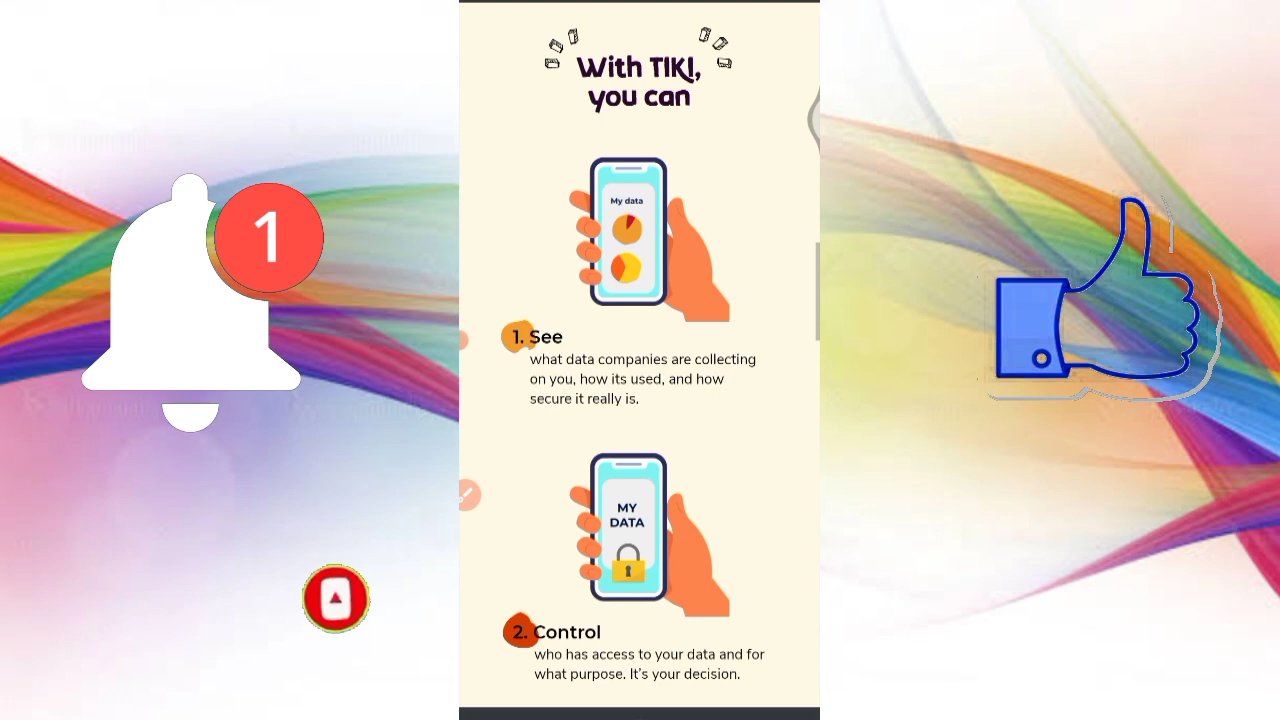 With TIKI,
you can
1
My data
1. See
what data companies are collecting
on you, how its used, and how
secure it really is.
MY
DATA
2. Control
who has access to your data and for
what purpose. It's your decision.